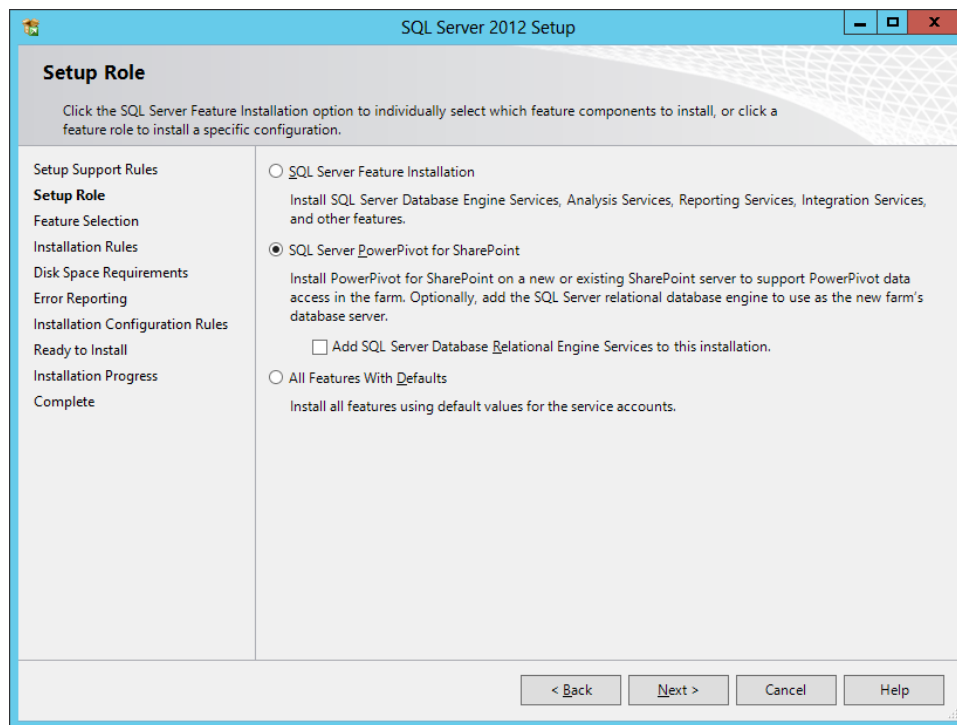 SQL Server 2012 Setup
Setup Role
Click the SQL Server Feature Installation option to individually select which feature components to install, or click a
feature role to install a specific configuration.
Setup Support Rules
Setup Role
Feature Selection
Installation Rules
Disk Space Requirements
Error Reporting
Installation Configuration Rules
Ready to Install
Installation Progress
Complete
SQL Server Feature Installation
Install SQL Server Database Engine Services, Analysis Services, Reporting Services, Integration Services,
and other features.
SQL Server PowerPivot for SharePoint
Install PowerPivot for SharePoint on a new or existing SharePoint server to support PowerPivot data
access in the farm. Optionally, add the SQL Server relational database engine to use as the new farm's
database server.
Add SQL Server Database Relational Engine Services to this installation.
All Features With Defaults
Install all features using default values for the service accounts.
< Back
Next >
Cancel
Help